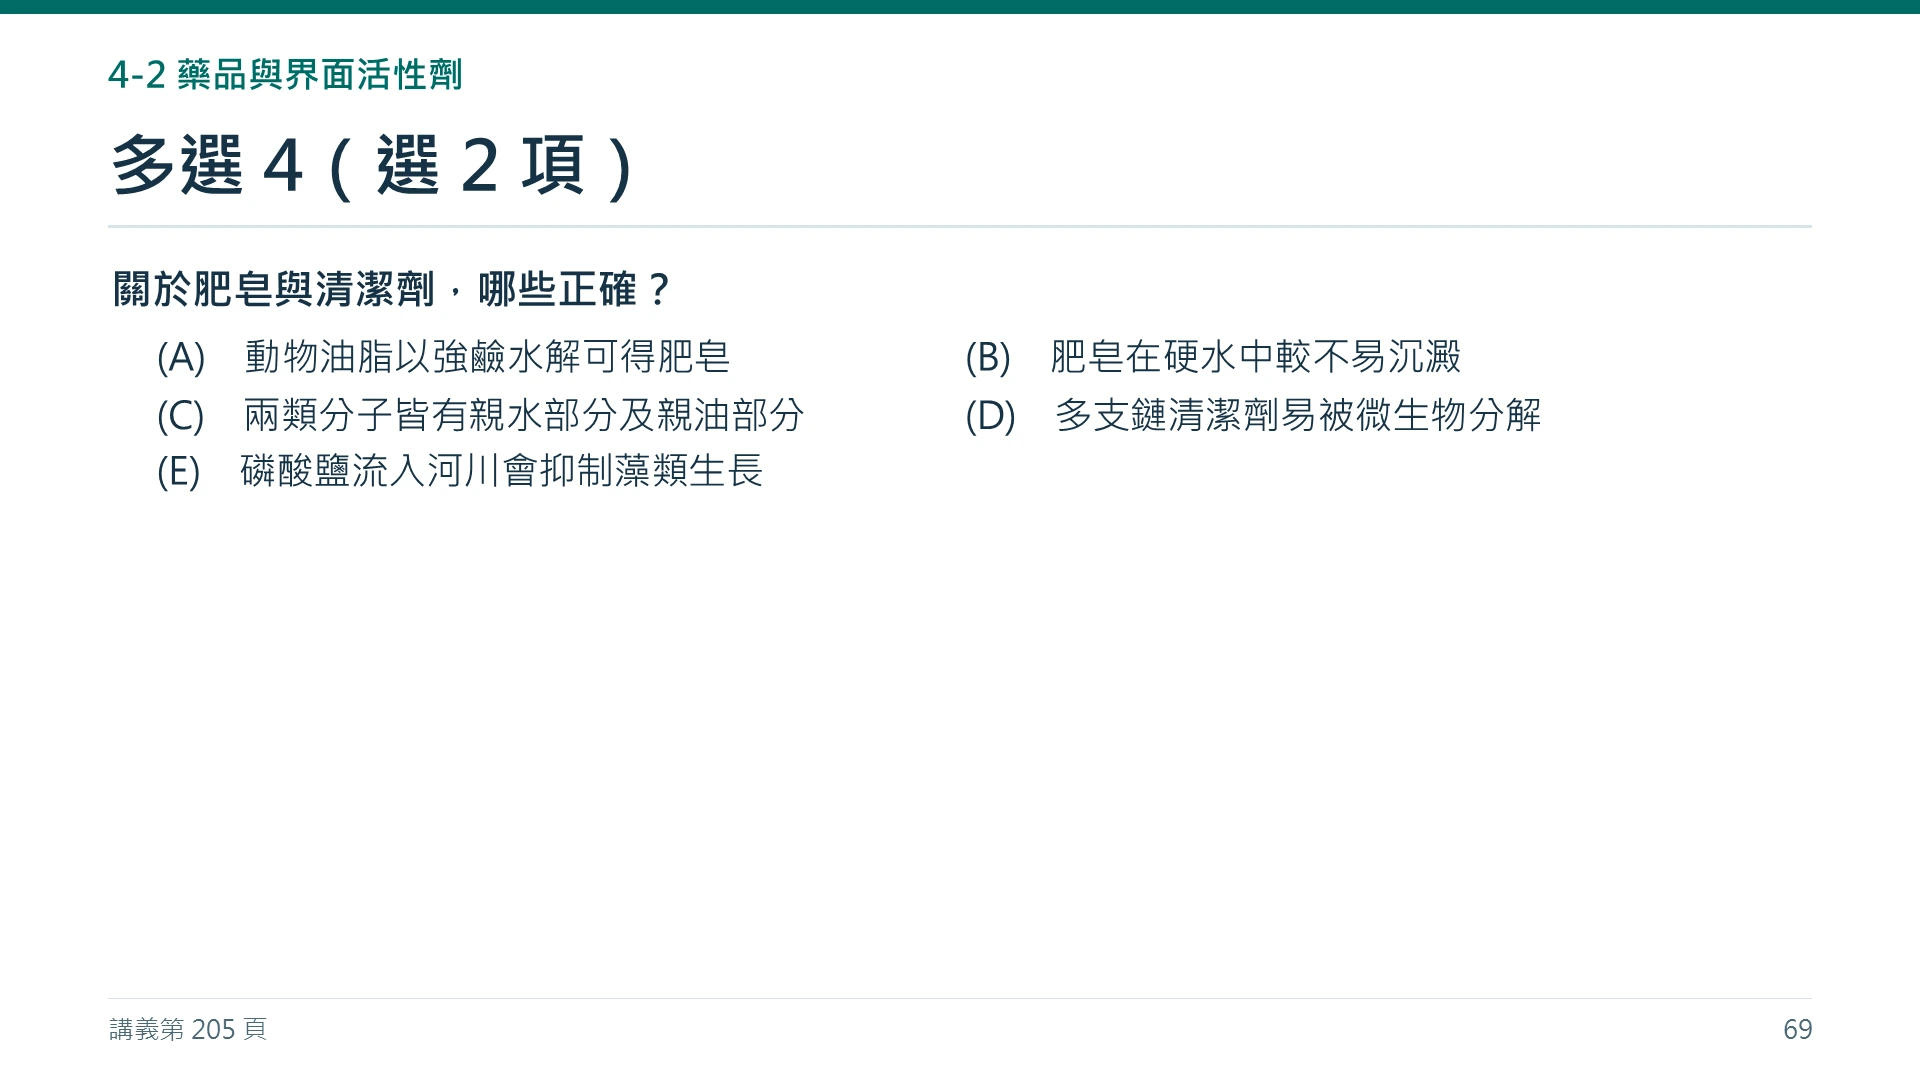 4-2 藥品與界面活性劑
多選 4（選 2 項）
關於肥皂與清潔劑，哪些正確？
(A) 動物油脂以強鹼水解可得肥皂
(B) 肥皂在硬水中較不易沉澱
(C) 兩類分子皆有親水部分及親油部分
(D) 多支鏈清潔劑易被微生物分解
(E) 磷酸鹽流入河川會抑制藻類生長
講義第 205 頁
69